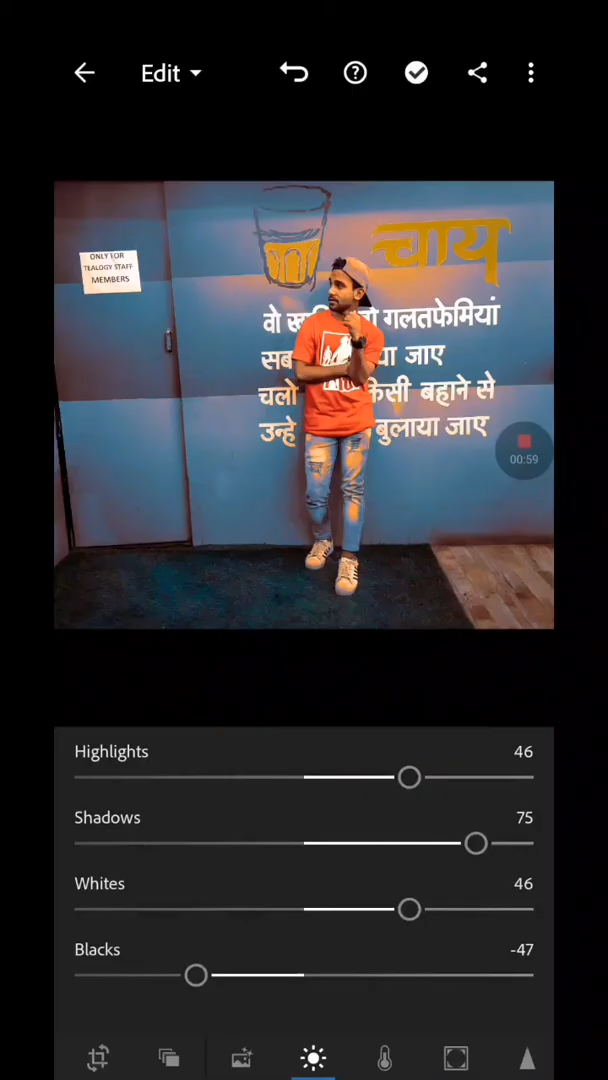 Edit
ONLY FOR
TEALOGY STAFF
MEMBERS
चाय
वो गलतफेमियां
सब जाए
चलो किसी बहाने से
उन्हे बुलाया जाए
00:59
Highlights 46
Shadows 75
Whites 46
Blacks -47